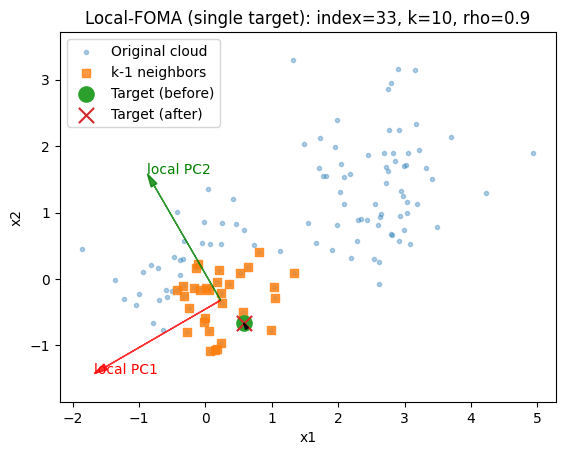 Local-FOMA (single target): index=33, k=10, rho=0.9
Original cloud
k-1 neighbors
Target (before)
Target (after)
local PC2
local PC1
x2
3
2
1
0
−1
−2
−1
0
1
2
3
4
5
x1